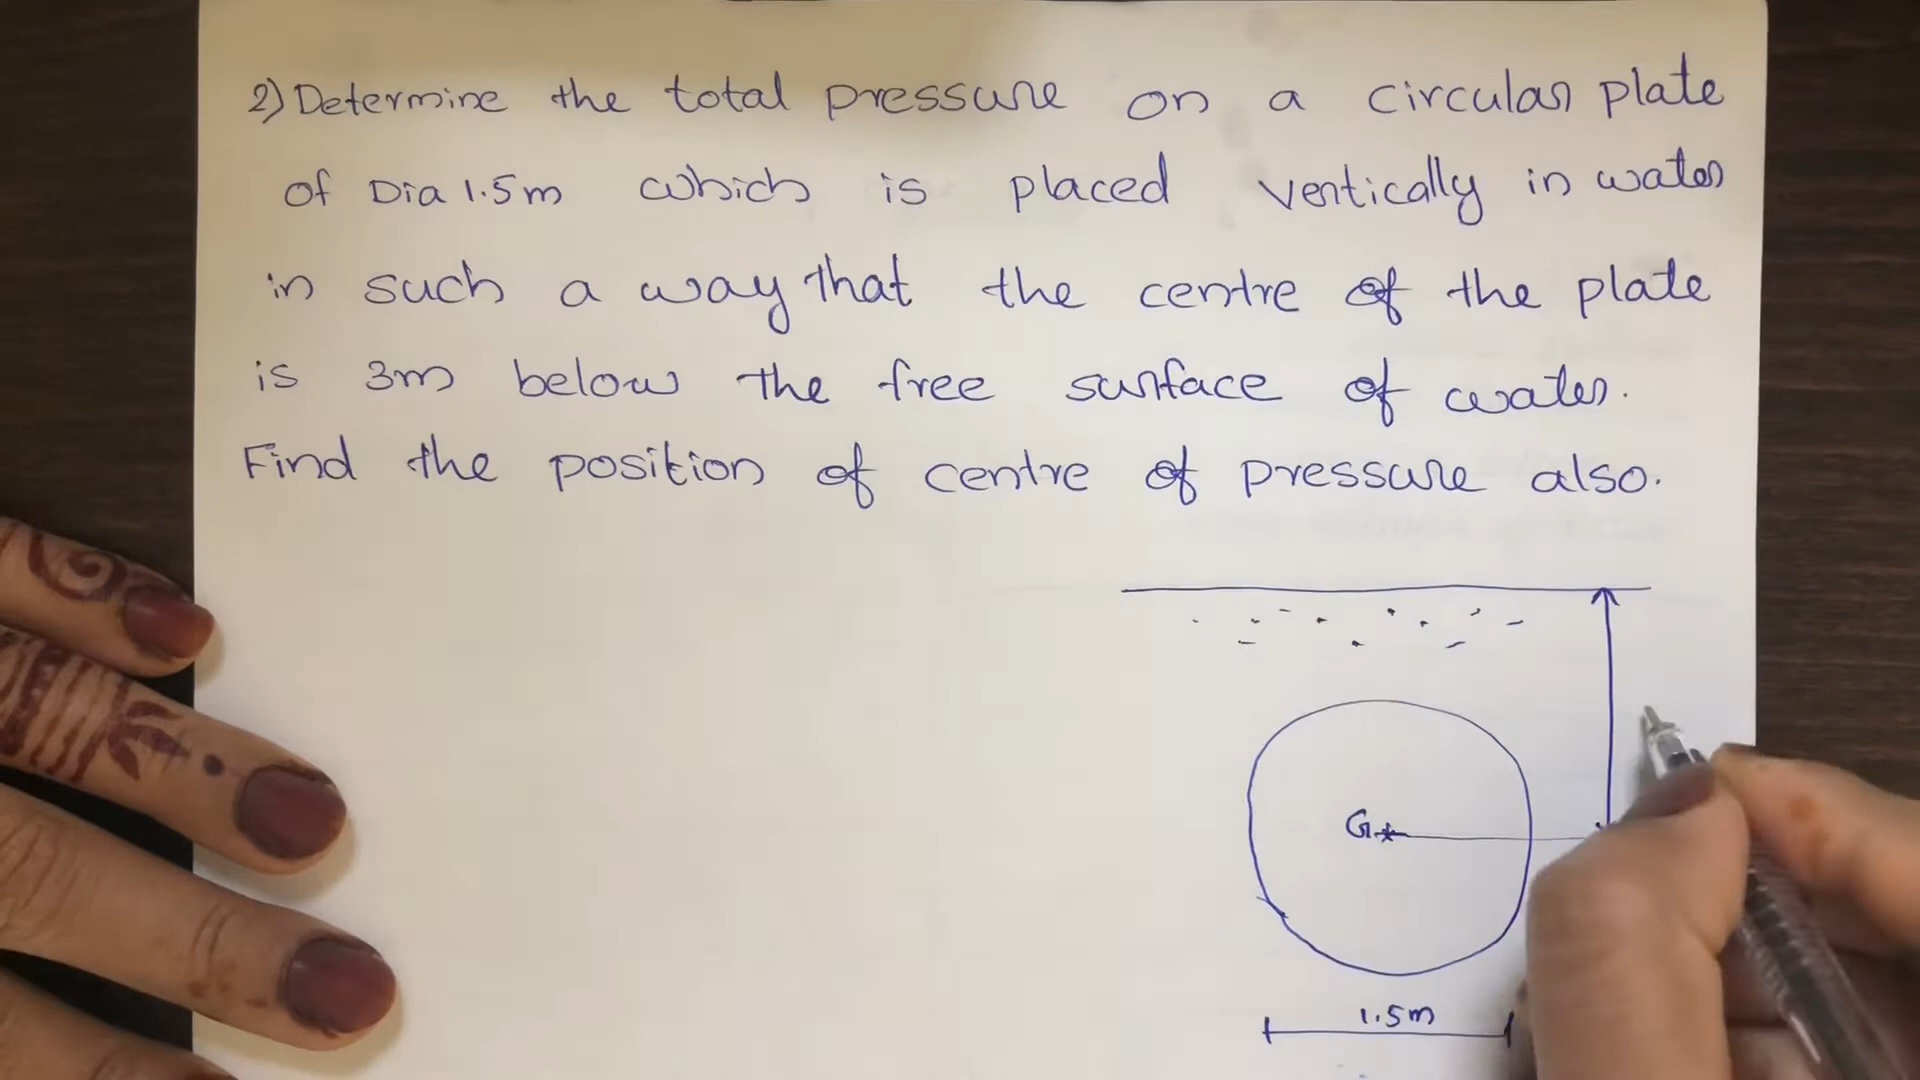 2) Determine the total pressure on a circular plate
of Dia 1.5m which is placed vertically in water
in such a way that the centre of the plate
is 3m below the free surface of water.
Find the position of centre of pressure also.
G
1.5m